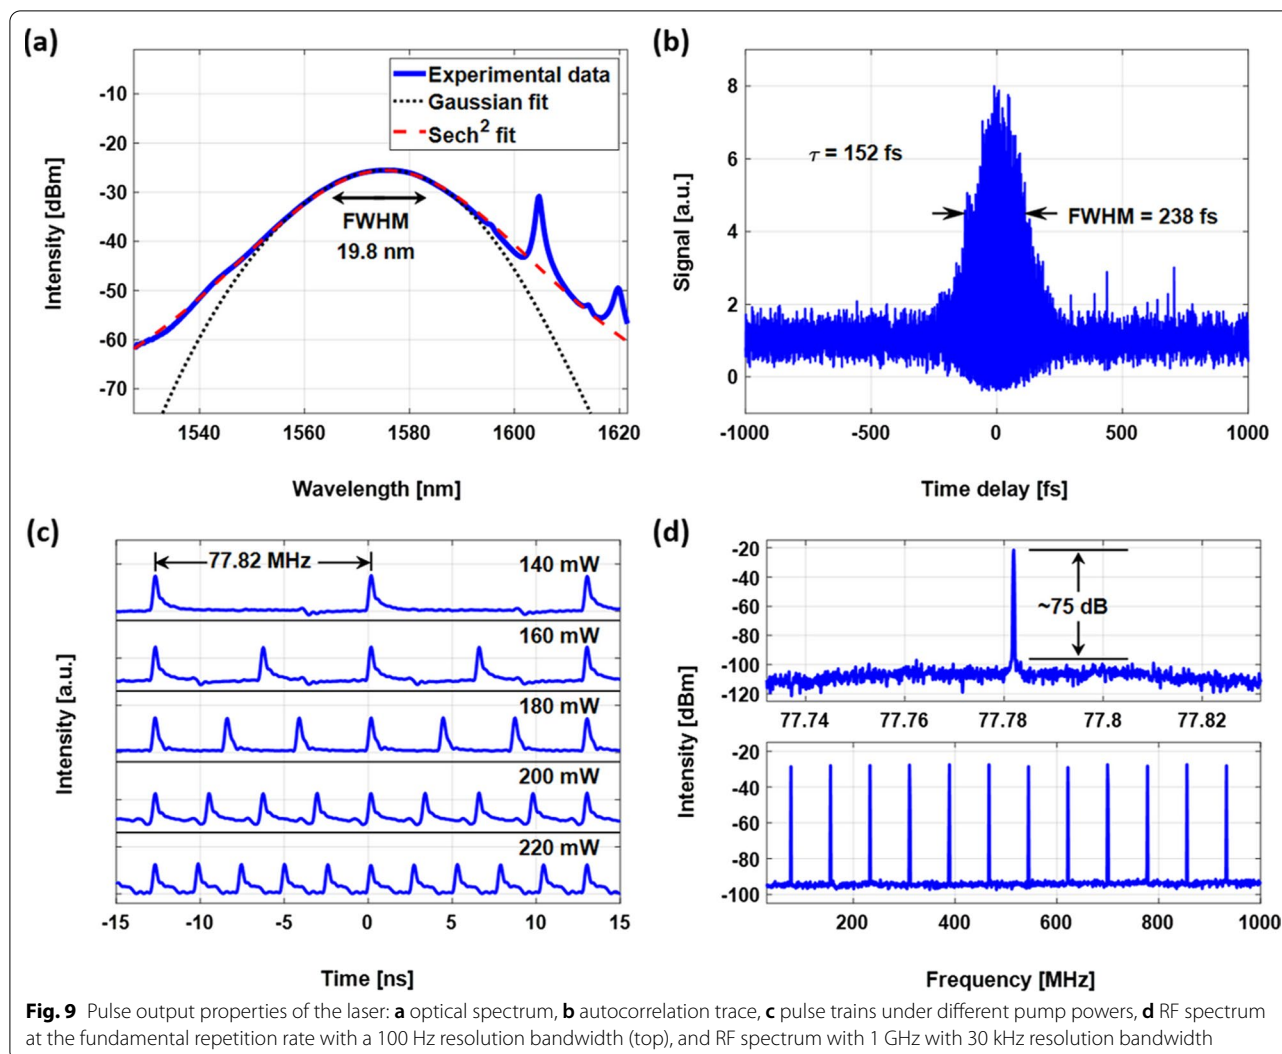 (a)
Experimental data
Gaussian fit
Sech² fit
FWHM
19.8 nm
-10
-20
-30
-40
-50
-60
-70
Intensity [dBm]
1540 1560 1580 1600 1620
Wavelength [nm]
(b)
τ = 152 fs
FWHM = 238 fs
8
6
4
2
0
Signal [a.u.]
-1000 -500 0 500 1000
Time delay [fs]
(c)
77.82 MHz
140 mW
160 mW
180 mW
200 mW
220 mW
Intensity [a.u.]
-15 -10 -5 0 5 10 15
Time [ns]
(d)
-20
-40
-60
-80
-100
-120
~75 dB
77.74 77.76 77.78 77.8 77.82
Intensity [dBm]
-20
-40
-60
-80
-100
200 400 600 800 1000
Frequency [MHz]
Fig. 9 Pulse output properties of the laser: a optical spectrum, b autocorrelation trace, c pulse trains under different pump powers, d RF spectrum
at the fundamental repetition rate with a 100 Hz resolution bandwidth (top), and RF spectrum with 1 GHz with 30 kHz resolution bandwidth